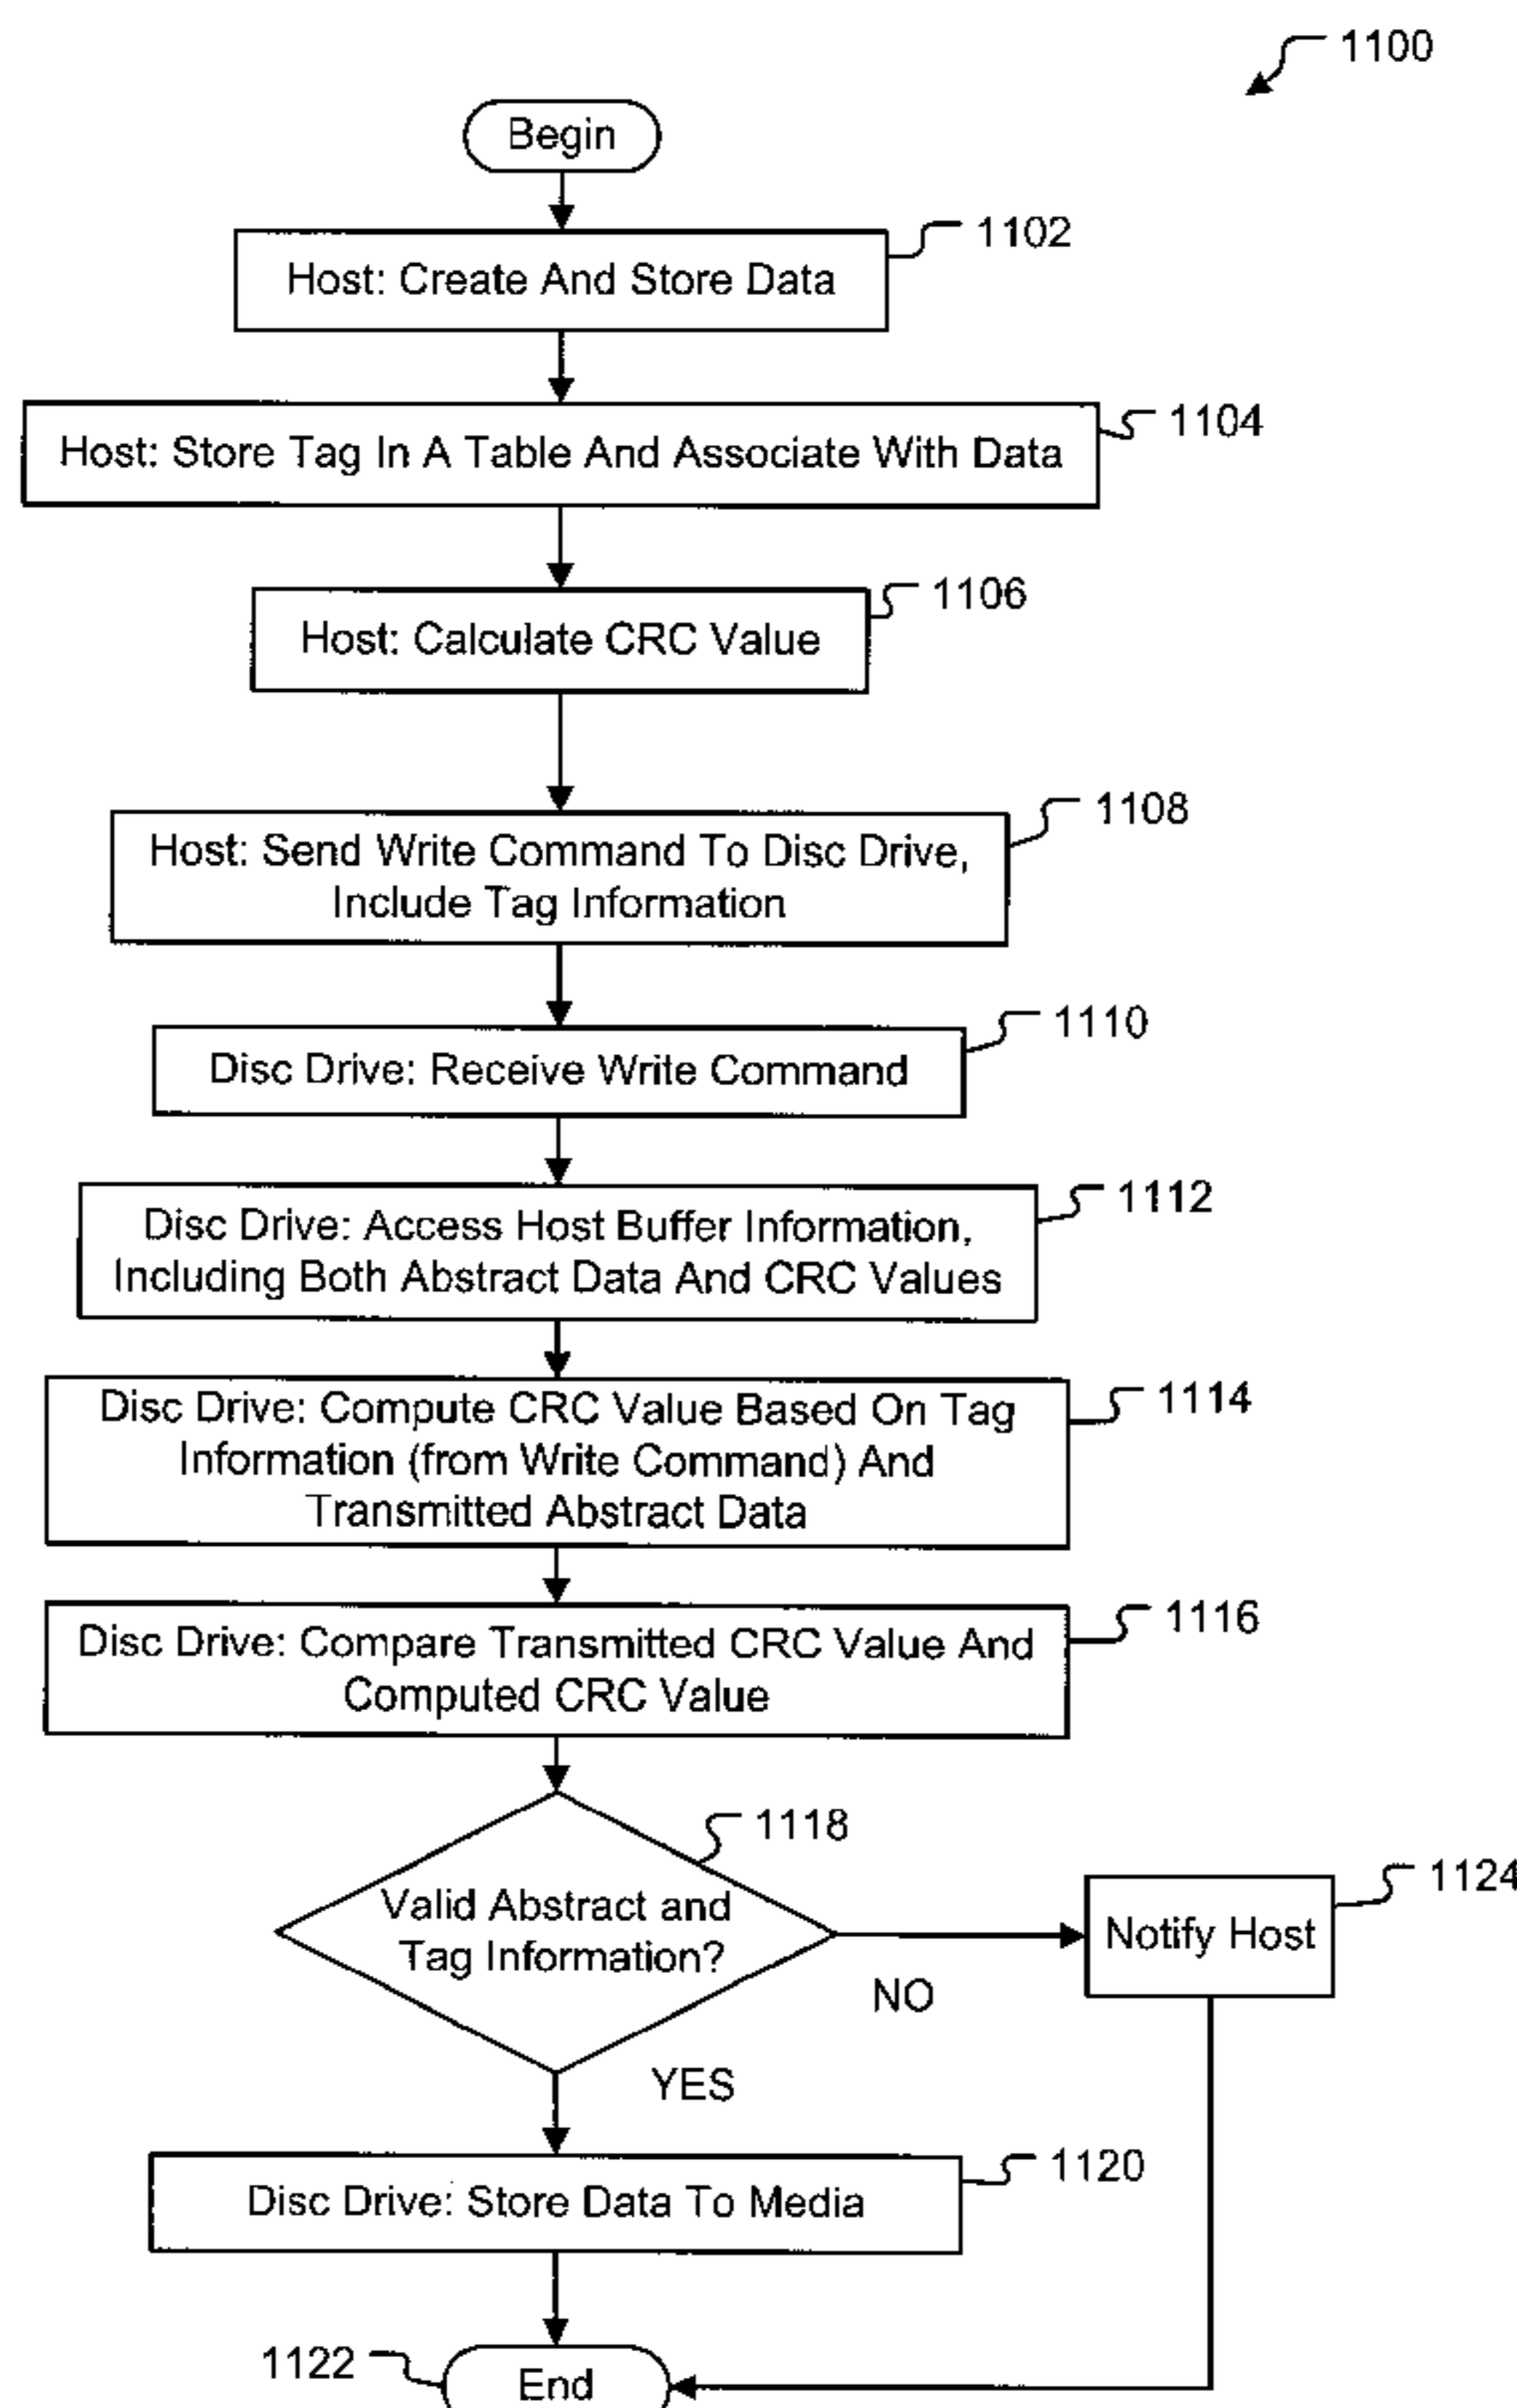 1100
Begin
1102
Host: Create And Store Data
1104
Host: Store Tag In A Table And Associate With Data
1106
Host: Calculate CRC Value
1108
Host: Send Write Command To Disc Drive,
Include Tag Information
1110
Disc Drive: Receive Write Command
1112
Disc Drive: Access Host Buffer Information,
Including Both Abstract Data And CRC Values
1114
Disc Drive: Compute CRC Value Based On Tag
Information (from Write Command) And
Transmitted Abstract Data
1116
Disc Drive: Compare Transmitted CRC Value And
Computed CRC Value
1118
Valid Abstract and
Tag Information?
1124
Notify Host
NO
YES
1120
Disc Drive: Store Data To Media
1122
End